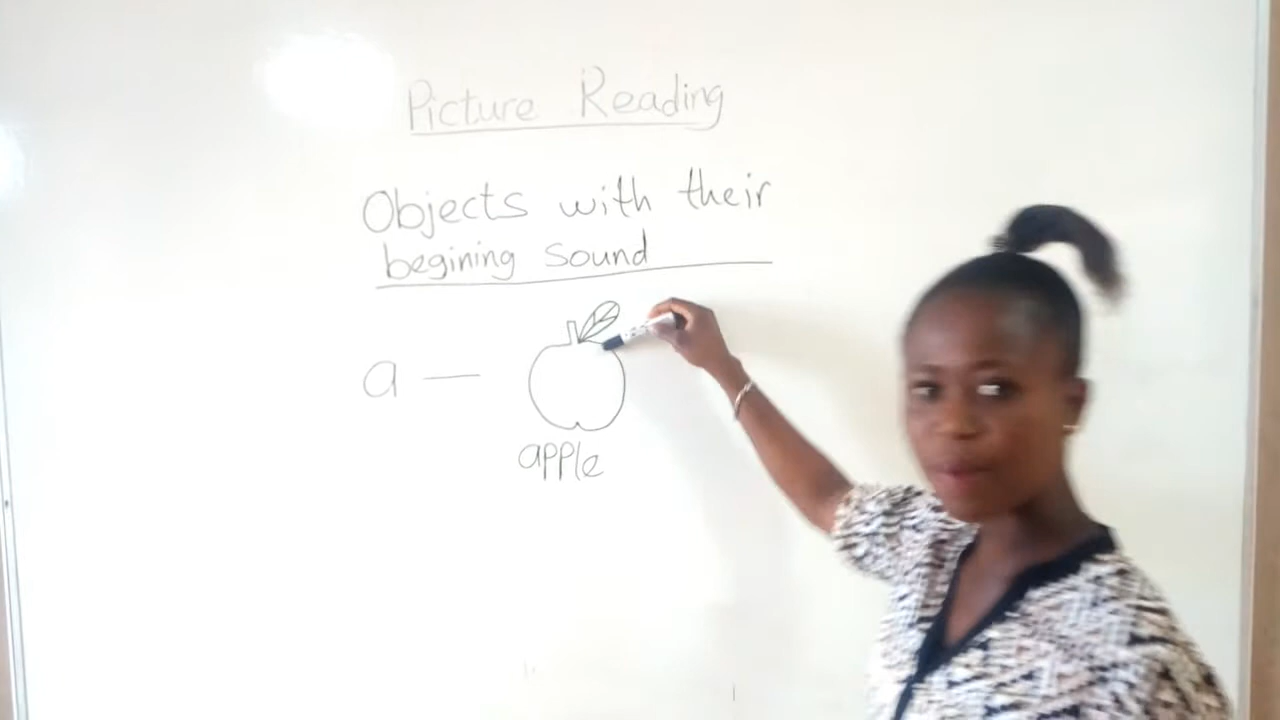 Picture Reading
Objects with their
begining sound
a —
apple